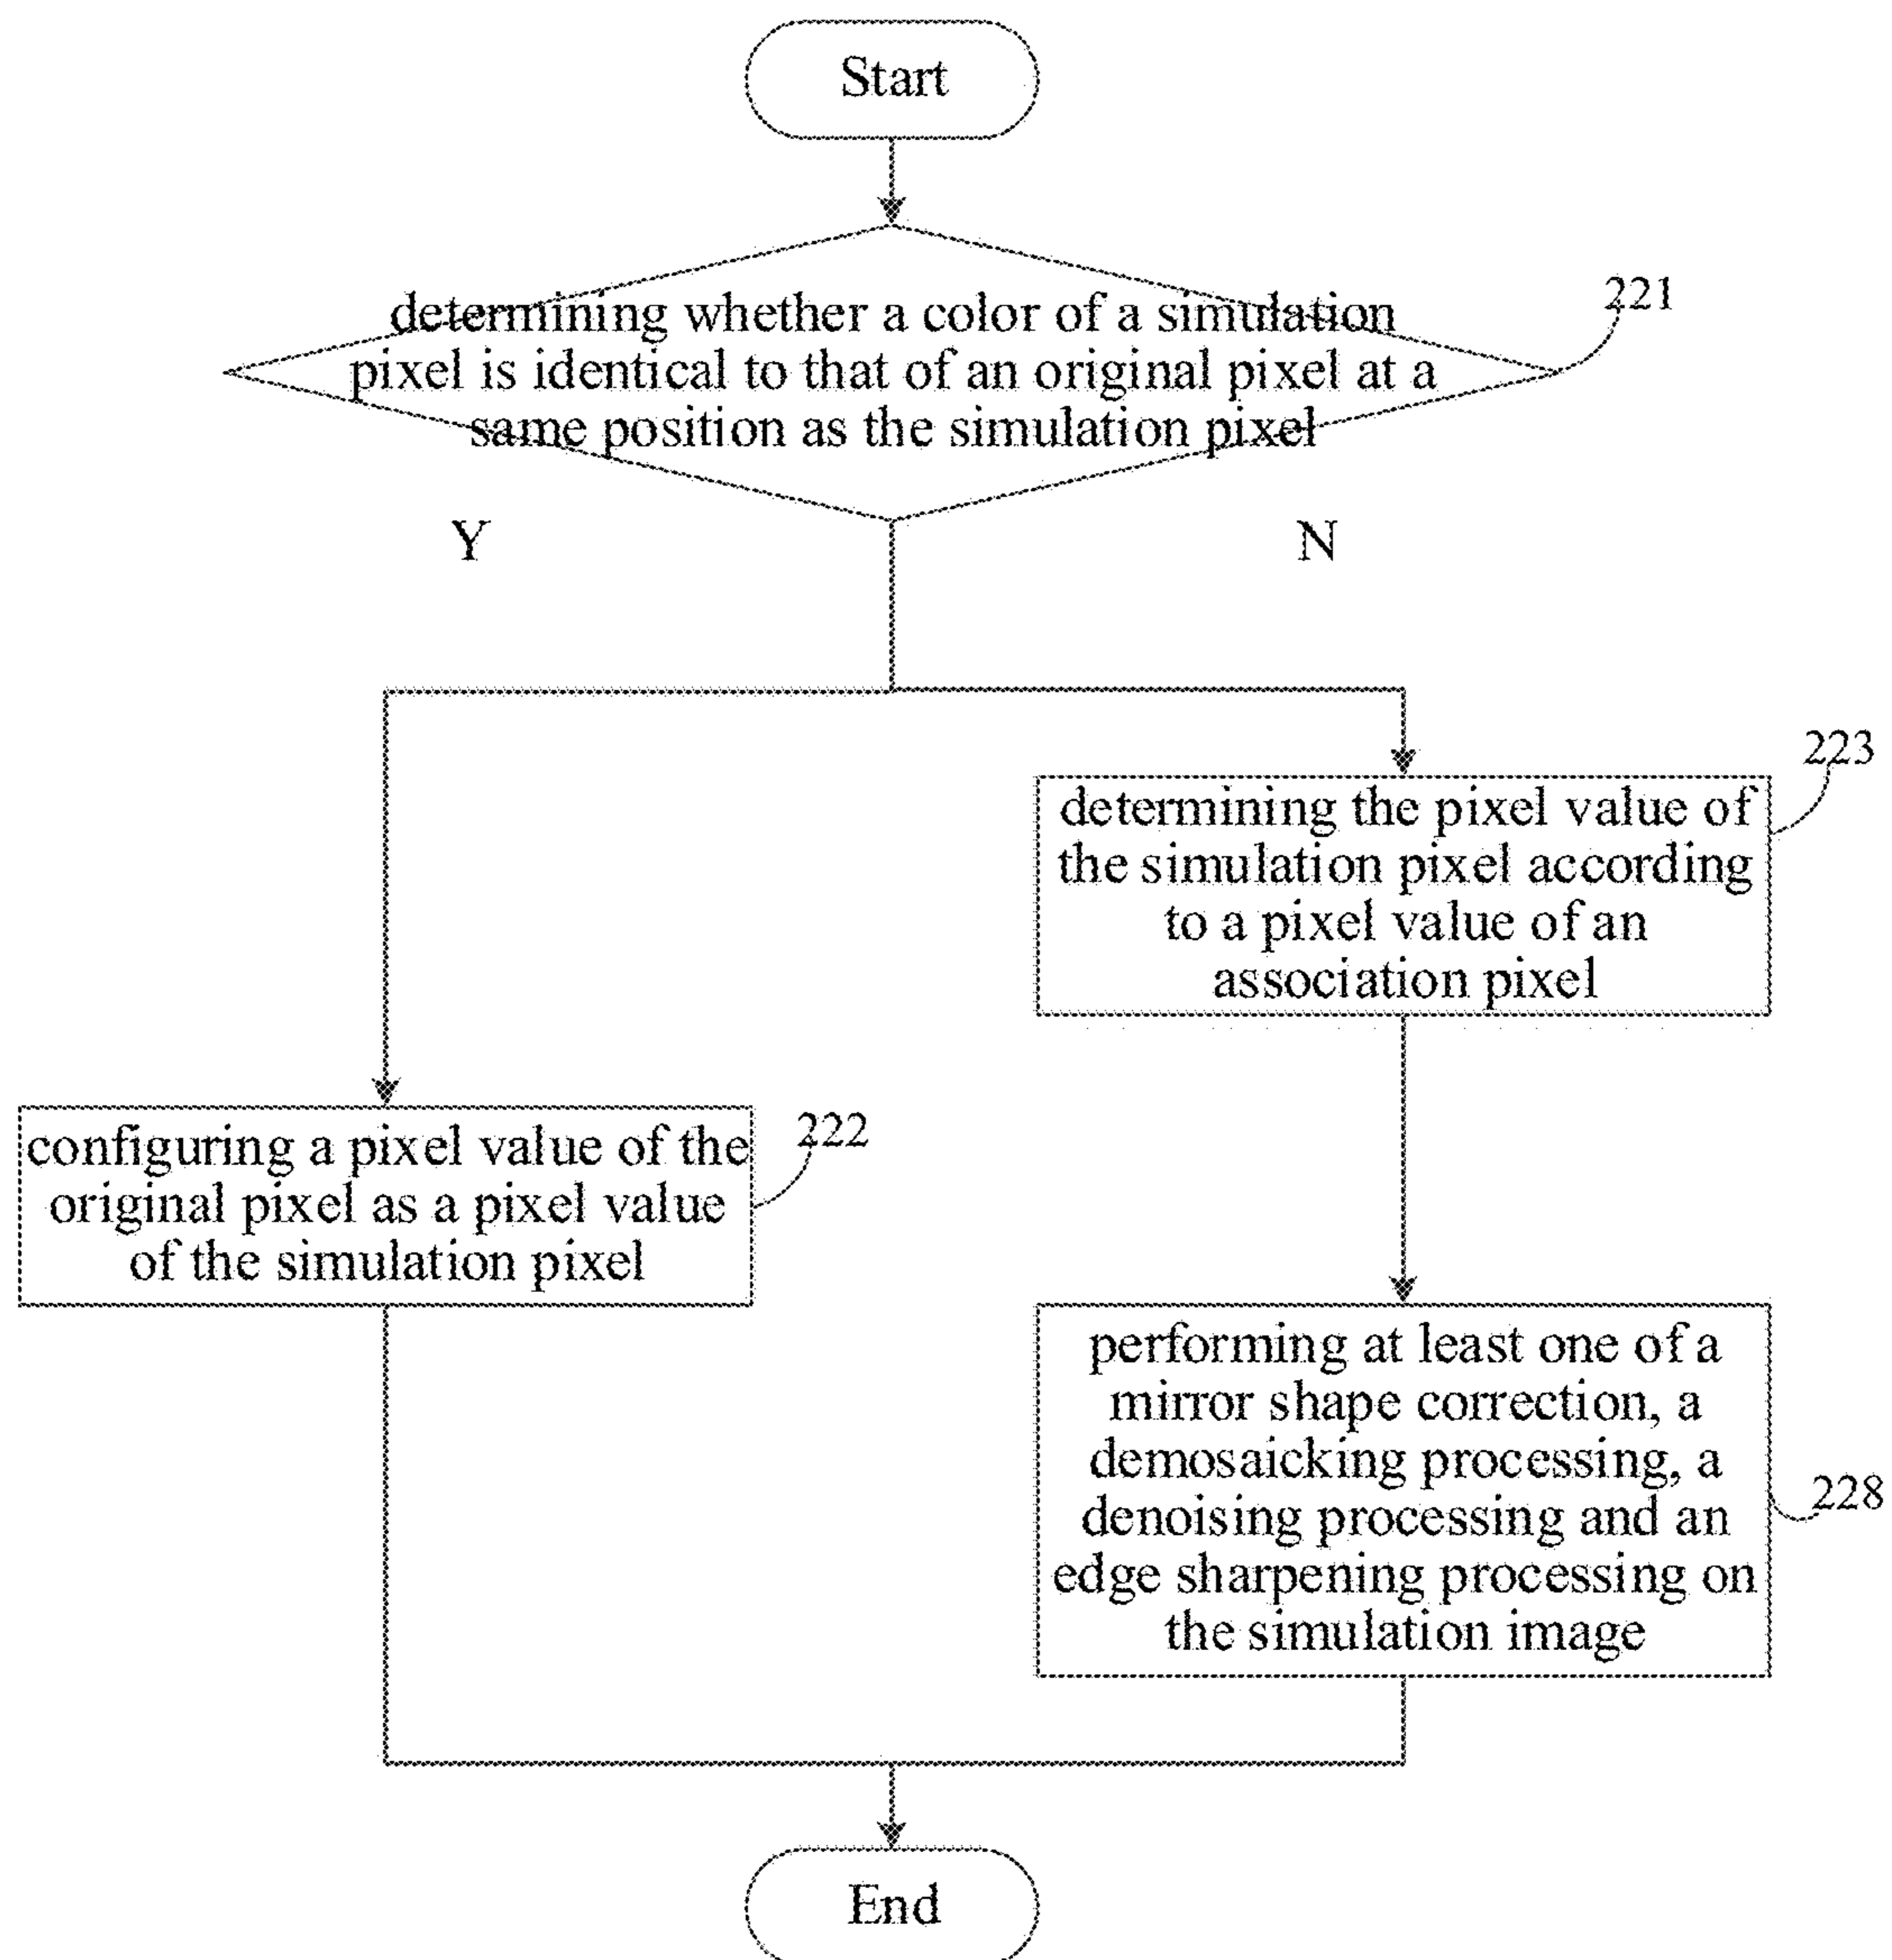 Start
determining whether a color of a simulation
pixel is identical to that of an original pixel at a
same position as the simulation pixel
221
Y
N
223
determining the pixel value of
the simulation pixel according
to a pixel value of an
association pixel
222
configuring a pixel value of the
original pixel as a pixel value
of the simulation pixel
performing at least one of a
mirror shape correction, a
demosaicking processing, a
denoising processing and an
edge sharpening processing on
the simulation image
228
End